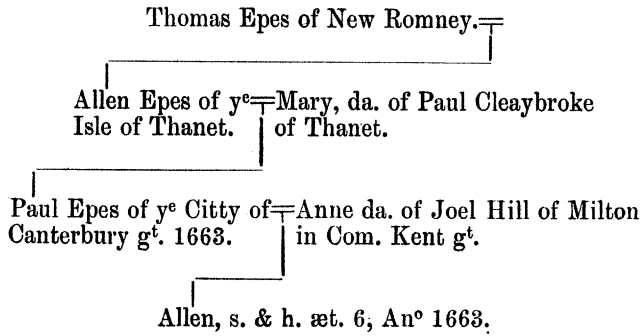 Thomas Epes of New Romney.
Allen Epes of yᵉ Mary, da. of Paul Cleaybroke
Isle of Thanet. of Thanet.
Paul Epes of yᵉ Citty of Anne da. of Joel Hill of Milton
Canterbury gᵗ. 1663. in Com. Kent gᵗ.
Allen, s. & h. æt. 6, Anº 1663.